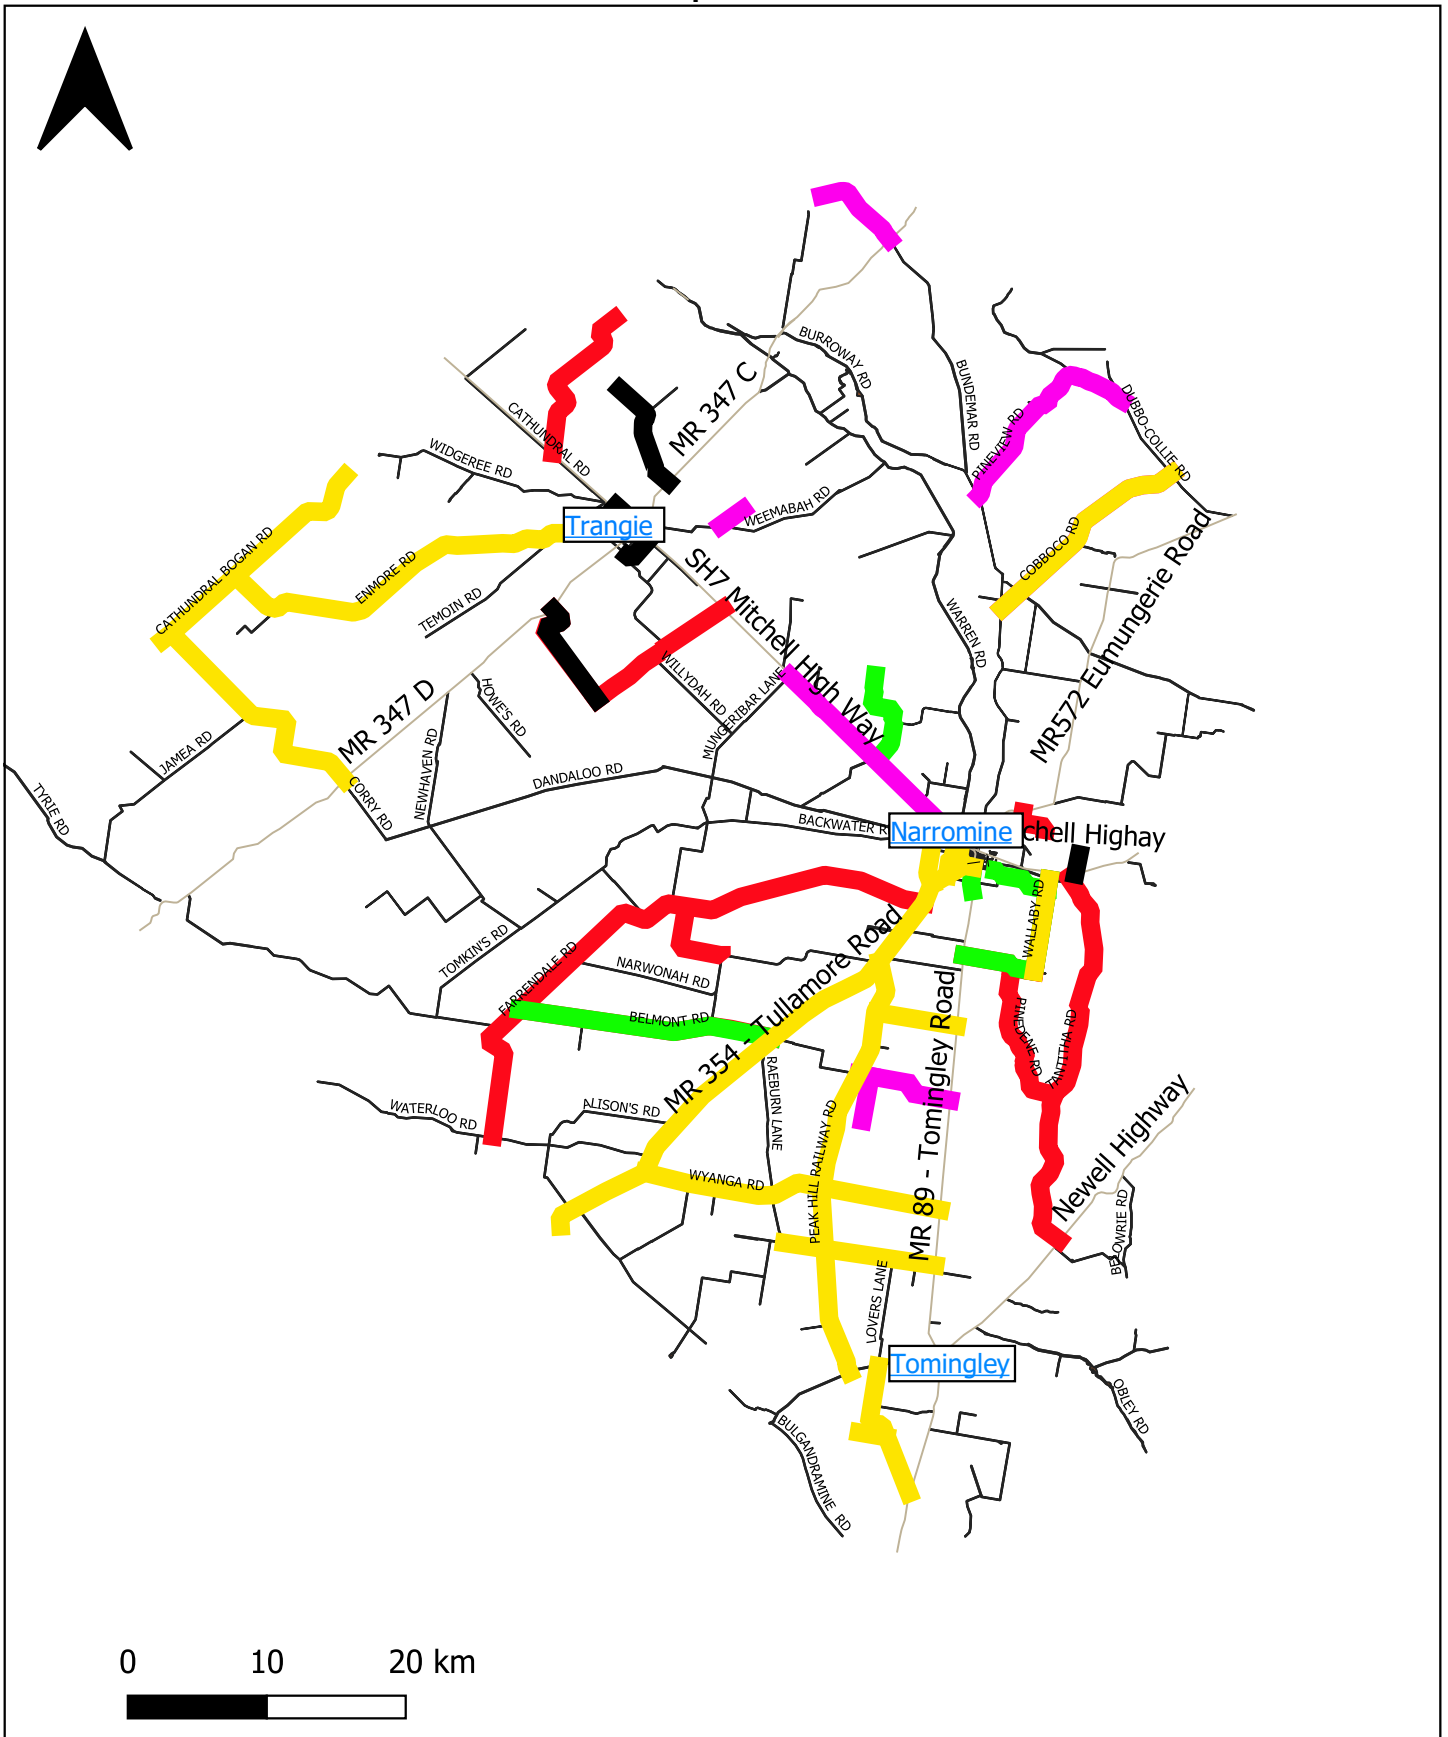 BURROWAY RD
MR 347 C
BUNDEMAR RD
DUBBO-COLLIE RD
CATHUNDRAL RD
PINEVIEW RD
WIDGEREE RD
WEEMABAH RD
Trangie
CATHUNDRAL BOGAN RD
ENMORE RD
COBBOCO RD
SH7 Mitchell High Way
TEMOIN RD
WARREN RD
MR572 Eumungerie Road
WILLYDAH RD
MUNGERIBAR LANE
HOWE'S RD
MR 347 D
JAMEA RD
NEWHAVEN RD
DANDALOO RD
TYRIE RD
CORRY RD
BACKWATER R
Narromine
chell Highay
WALLABY RD
TOMKIN'S RD
FARRENDALE RD
NARWONAH RD
BELMONT RD
MR 354 - Tullamore Road
PINEDENE RD
TANTITHA RD
RAEBURN LANE
WATERLOO RD
ALISON'S RD
MR 89 - Tomingley Road
PEAK HILL RAILWAY RD
Newell Highway
WYANGA RD
BELOWRIE RD
LOVERS LANE
Tomingley
OBLEY RD
BULGANDRAMINE RD
0 10 20 km